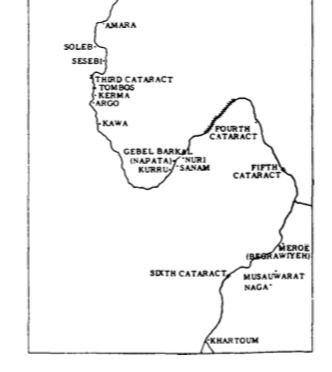 AMARA
SOLEB
SESEBI
THIRD CATARACT
TOMBOS
KERMA
ARGO
KAWA
FOURTH
CATARACT
GEBEL BARKAL
(NAPATA)
NURI
KURRU
SANAM
FIFTH
CATARACT
MEROE
(BEGRAWIYEH)
SIXTH CATARACT
MUSAUWARAT
NAGA
KHARTOUM